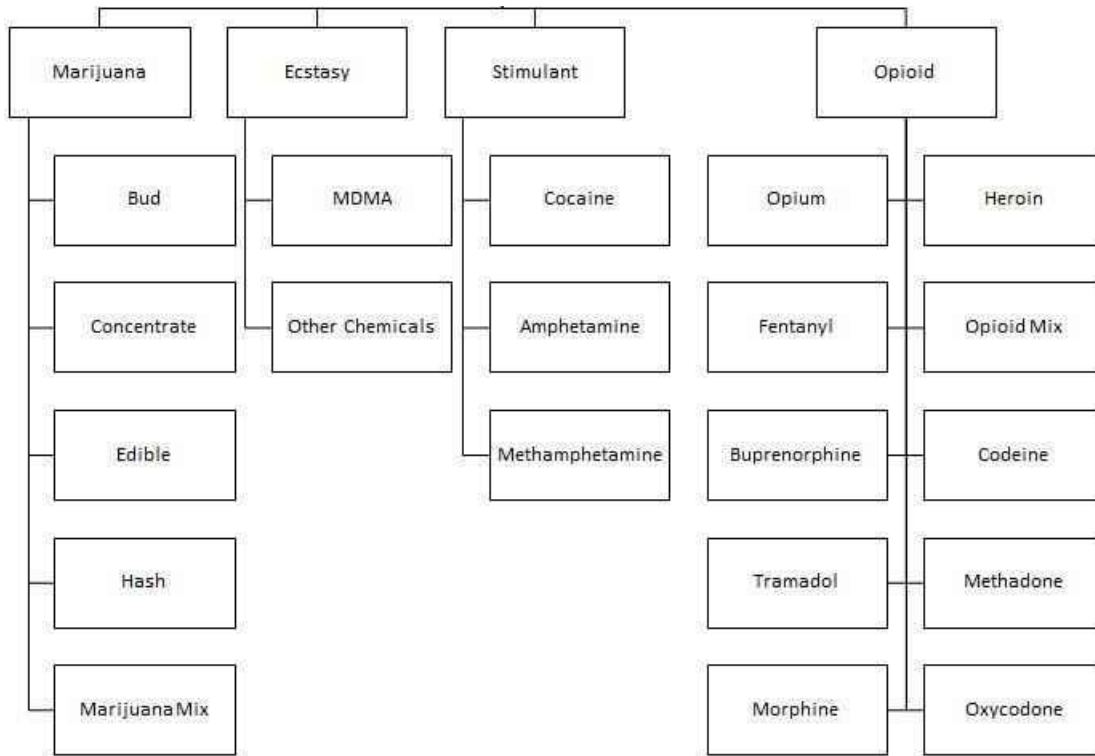 Marijuana
Ecstasy
Stimulant
Opioid
Bud
MDMA
Cocaine
Opium
Heroin
Concentrate
Other Chemicals
Amphetamine
Fentanyl
Opioid Mix
Edible
Methamphetamine
Buprenorphine
Codeine
Hash
Tramadol
Methadone
Marijuana Mix
Morphine
Oxycodone